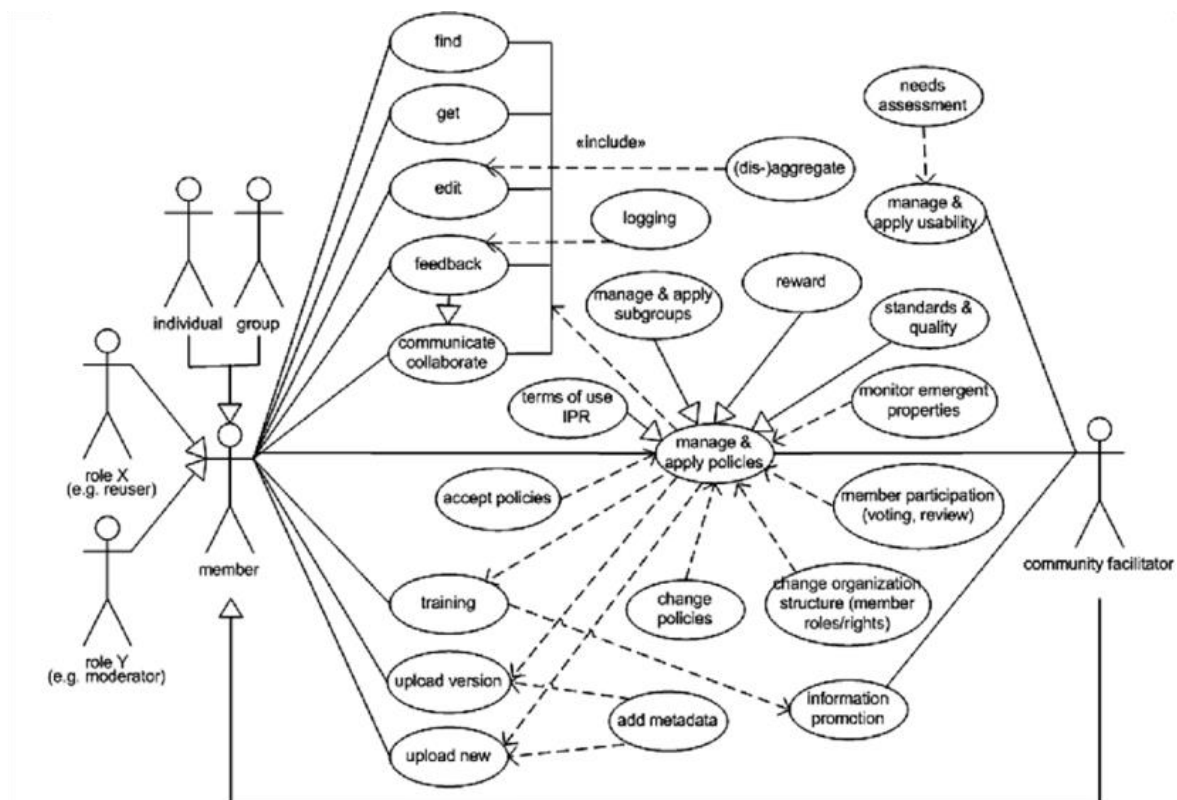 find
needs
assessment
get
«include»
(dis-)aggregate
edit
manage &
apply usability
logging
feedback
reward
manage & apply
subgroups
individual
group
standards &
quality
communicate
collaborate
terms of use
IPR
monitor emergent
properties
manage &
apply policies
role X
(e.g. reuser)
accept policies
member participation
(voting, review)
member
community facilitator
training
change
policies
change organization
structure (member
roles/rights)
role Y
(e.g. moderator)
upload version
information
promotion
add metadata
upload new